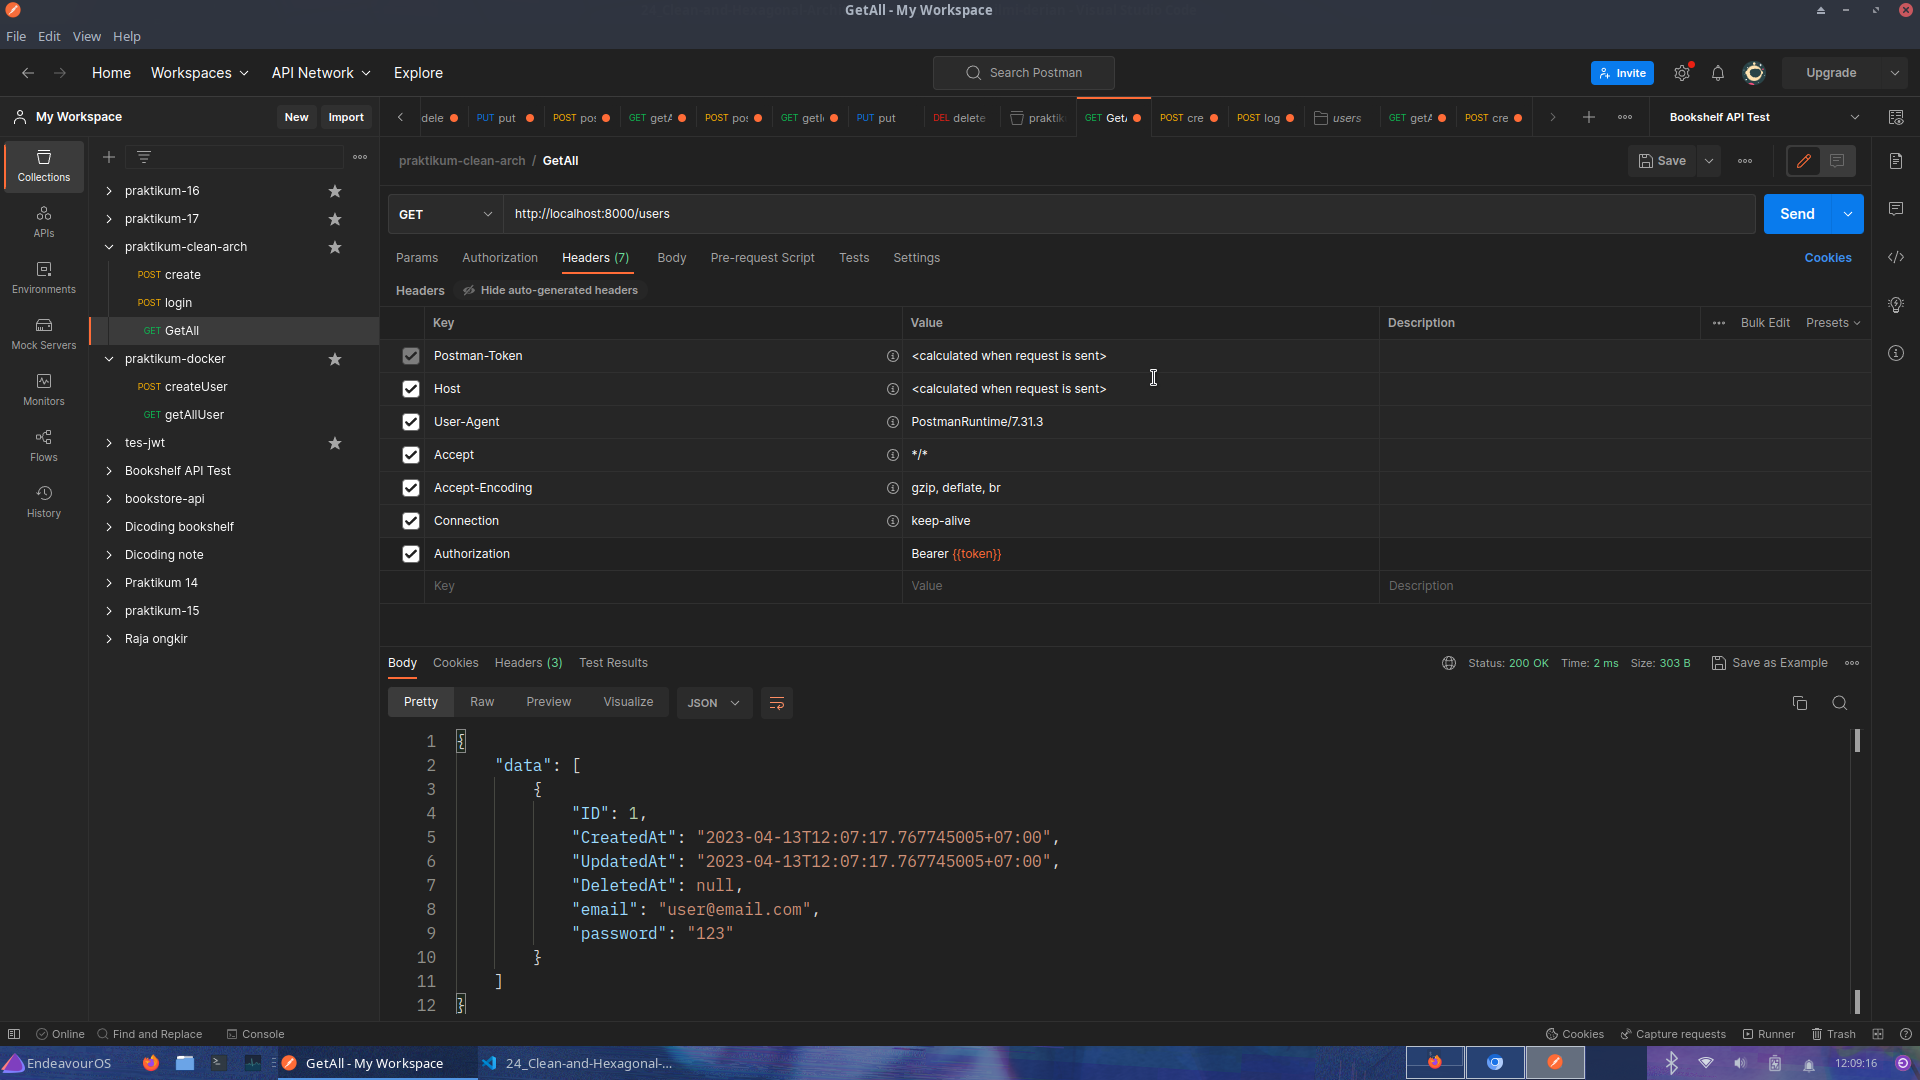 GetAll - My Workspace
File Edit View Help
Home Workspaces API Network Explore
Search Postman
Invite
Upgrade
My Workspace
New Import
dele PUT put POST pos GET getA POST pos GET getI PUT put DEL delete praktik GET GetA POST cre POST log users GET getA POST cre
Bookshelf API Test
Collections
APIs
Environments
Mock Servers
Monitors
Flows
History
praktikum-16
praktikum-17
praktikum-clean-arch
POST create
POST login
GET GetAll
praktikum-docker
POST createUser
GET getAllUser
tes-jwt
Bookshelf API Test
bookstore-api
Dicoding bookshelf
Dicoding note
Praktikum 14
praktikum-15
Raja ongkir
praktikum-clean-arch / GetAll
Save
GET http://localhost:8000/users
Send
Params Authorization Headers (7) Body Pre-request Script Tests Settings
Cookies
Headers Hide auto-generated headers
Key Value Description Bulk Edit Presets
Postman-Token <calculated when request is sent>
Host <calculated when request is sent>
User-Agent PostmanRuntime/7.31.3
Accept */*
Accept-Encoding gzip, deflate, br
Connection keep-alive
Authorization Bearer {{token}}
Key Value Description
Body Cookies Headers (3) Test Results
Status: 200 OK Time: 2 ms Size: 303 B Save as Example
Pretty Raw Preview Visualize JSON
1 {
2 "data": [
3 {
4 "ID": 1,
5 "CreatedAt": "2023-04-13T12:07:17.767745005+07:00",
6 "UpdatedAt": "2023-04-13T12:07:17.767745005+07:00",
7 "DeletedAt": null,
8 "email": "user@email.com",
9 "password": "123"
10 }
11 ]
12 }
Online Find and Replace Console
Cookies Capture requests Runner Trash
EndeavourOS
GetAll - My Workspace
24_Clean-and-Hexagonal-...
12:09:16